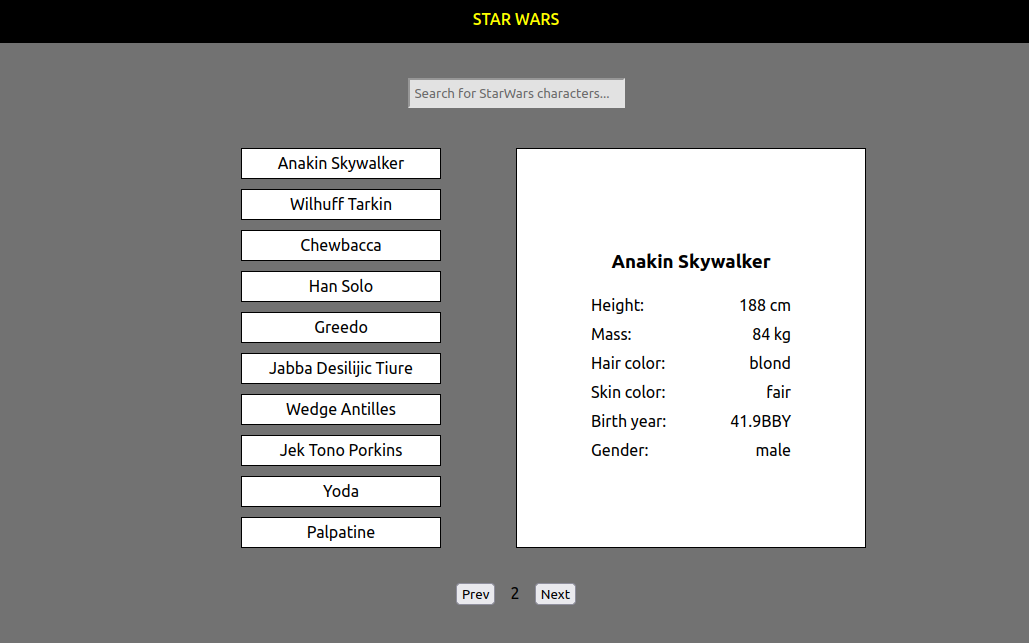 STAR WARS
Search for StarWars characters...
Anakin Skywalker
Wilhuff Tarkin
Chewbacca
Han Solo
Greedo
Jabba Desilijic Tiure
Wedge Antilles
Jek Tono Porkins
Yoda
Palpatine
Anakin Skywalker
Height: 188 cm
Mass: 84 kg
Hair color: blond
Skin color: fair
Birth year: 41.9BBY
Gender: male
Prev 2 Next